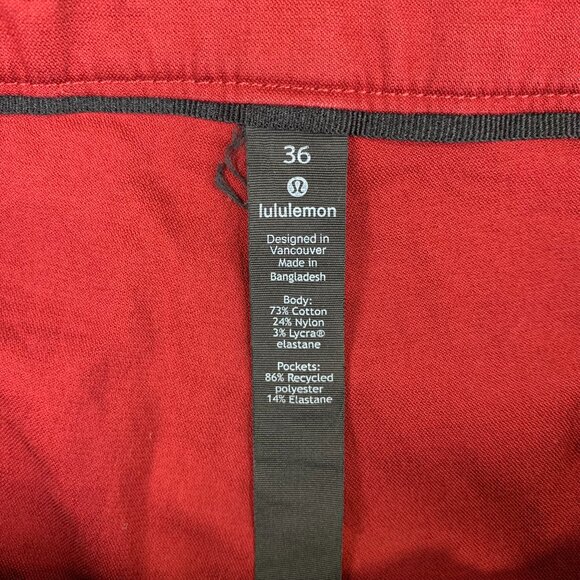 36
lululemon
Designed in
Vancouver
Made in
Bangladesh
Body:
73% Cotton
24% Nylon
3% Lycra®
elastane
Pockets:
86% Recycled
polyester
14% Elastane